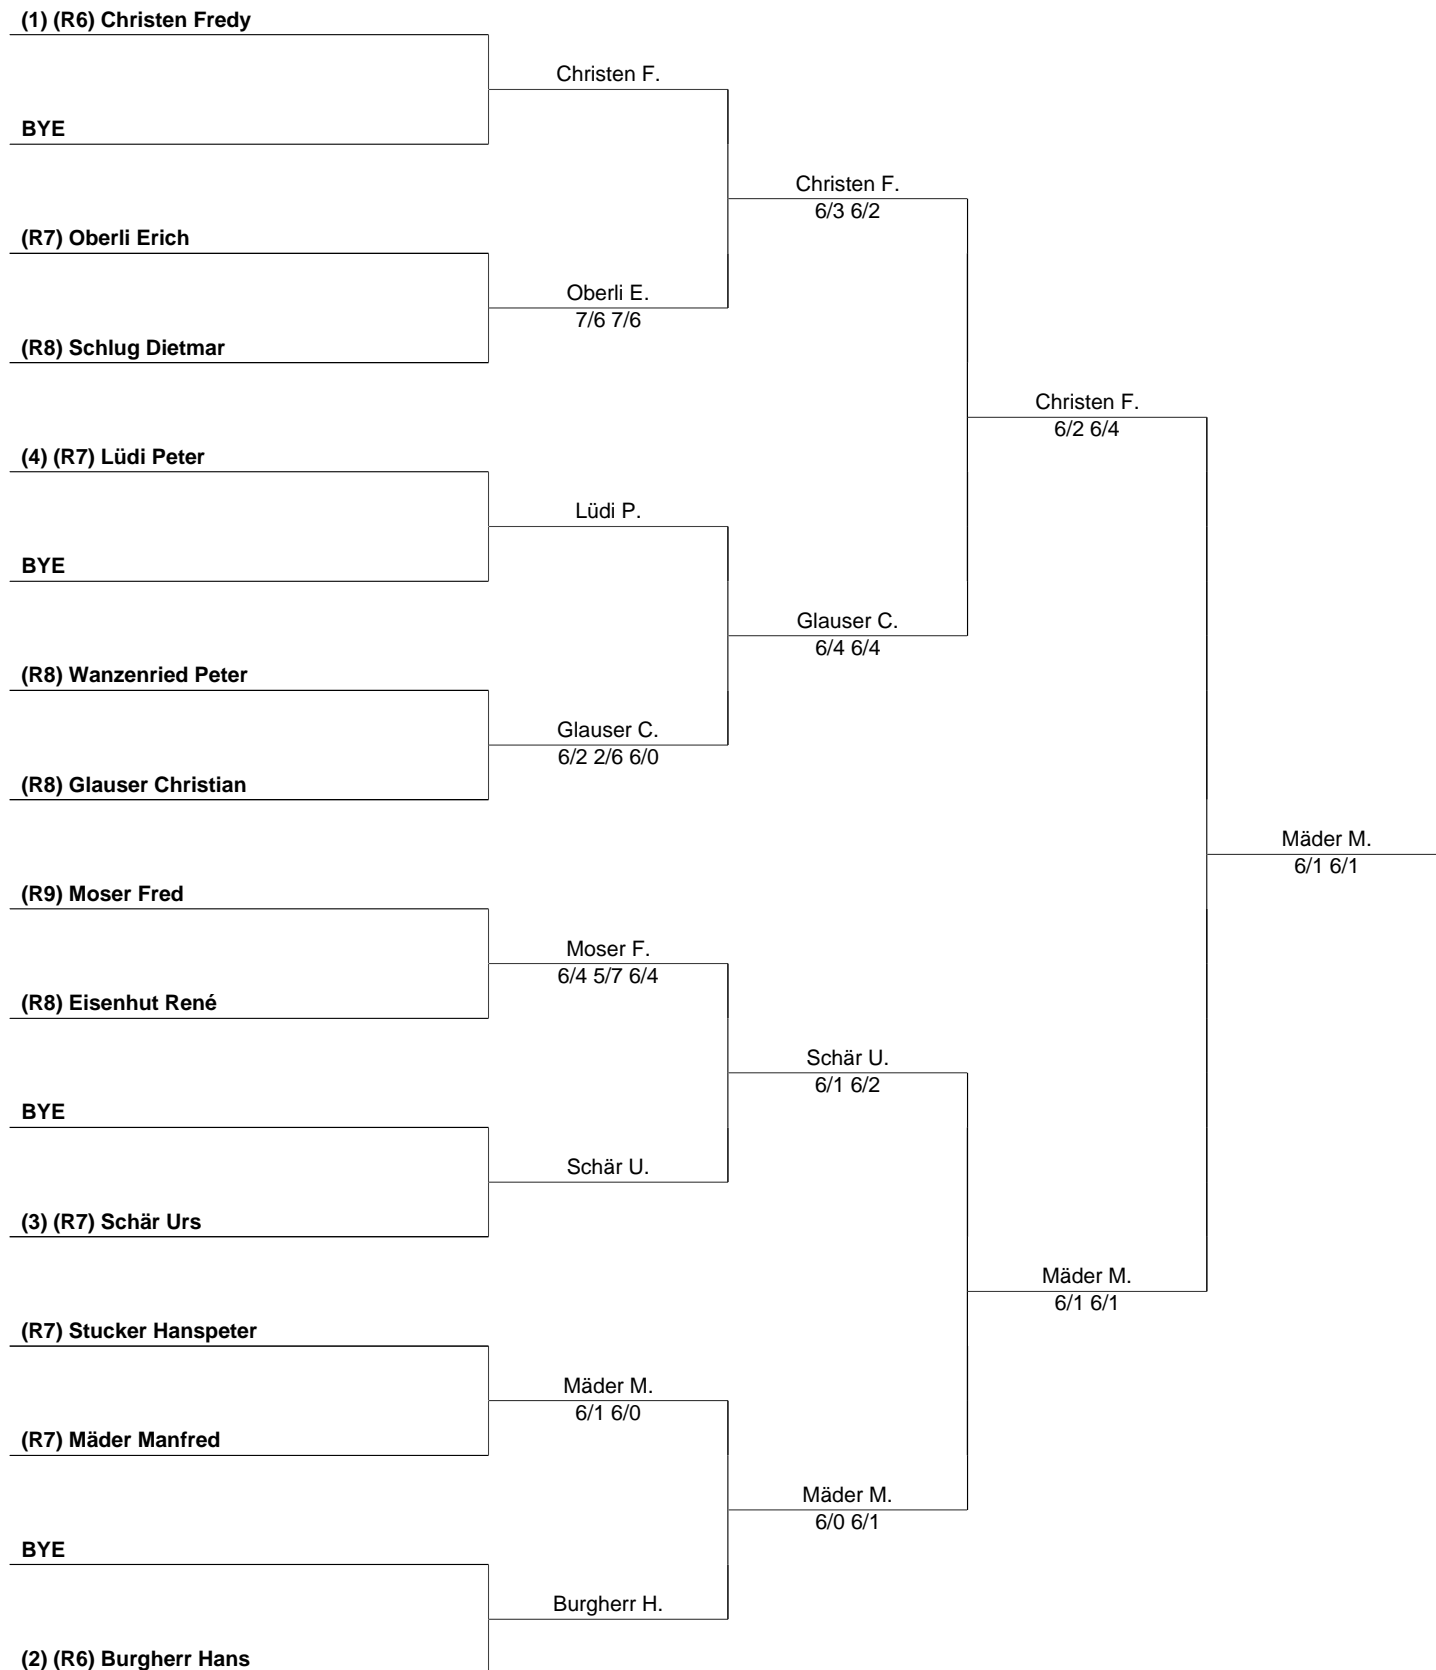 (1) (R6) Christen Fredy
Christen F.
BYE
Christen F.
6/3 6/2
(R7) Oberli Erich
Oberli E.
7/6 7/6
(R8) Schlug Dietmar
Christen F.
6/2 6/4
(4) (R7) Lüdi Peter
Lüdi P.
BYE
Glauser C.
6/4 6/4
(R8) Wanzenried Peter
Glauser C.
6/2 2/6 6/0
(R8) Glauser Christian
Mäder M.
6/1 6/1
(R9) Moser Fred
Moser F.
6/4 5/7 6/4
(R8) Eisenhut René
Schär U.
6/1 6/2
BYE
Schär U.
(3) (R7) Schär Urs
Mäder M.
6/1 6/1
(R7) Stucker Hanspeter
Mäder M.
6/1 6/0
(R7) Mäder Manfred
Mäder M.
6/0 6/1
BYE
Burgherr H.
(2) (R6) Burgherr Hans